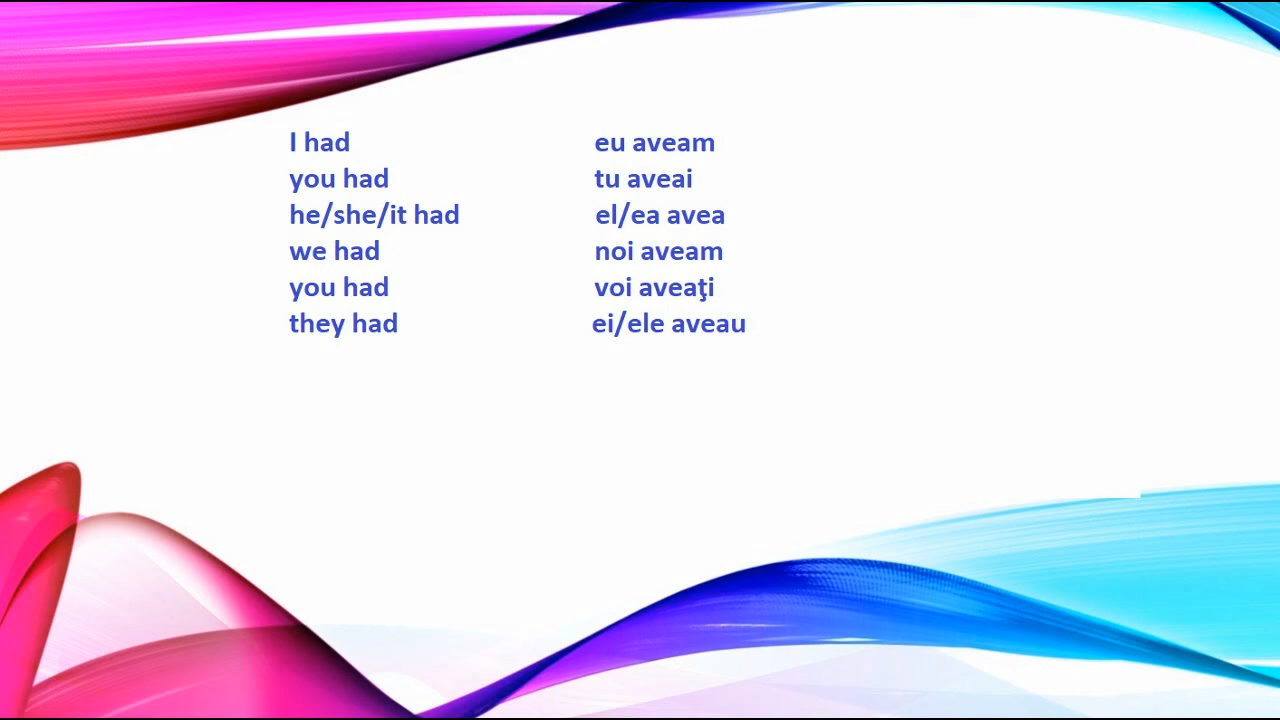 I had eu aveam
you had tu aveai
he/she/it had el/ea avea
we had noi aveam
you had voi aveaţi
they had ei/ele aveau